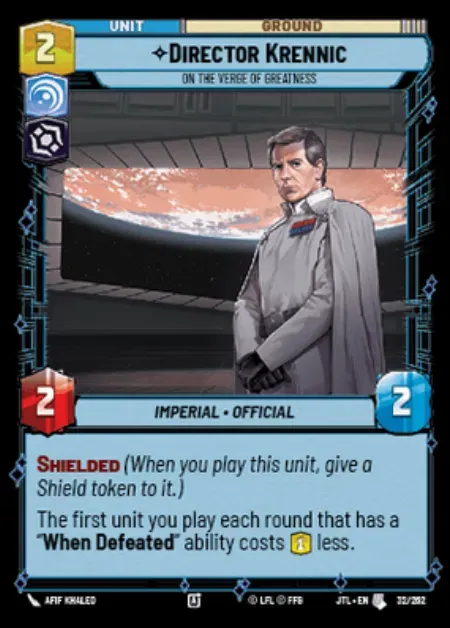 UNIT
GROUND
2
DIRECTOR KRENNIC
ON THE VERGE OF GREATNESS
2
IMPERIAL • OFFICIAL
2
SHIELDED (When you play this unit, give a
Shield token to it.)
The first unit you play each round that has a
"When Defeated" ability costs 1 less.
AFIF KHALED
© LFL © FFG
JTL • EN
32/262